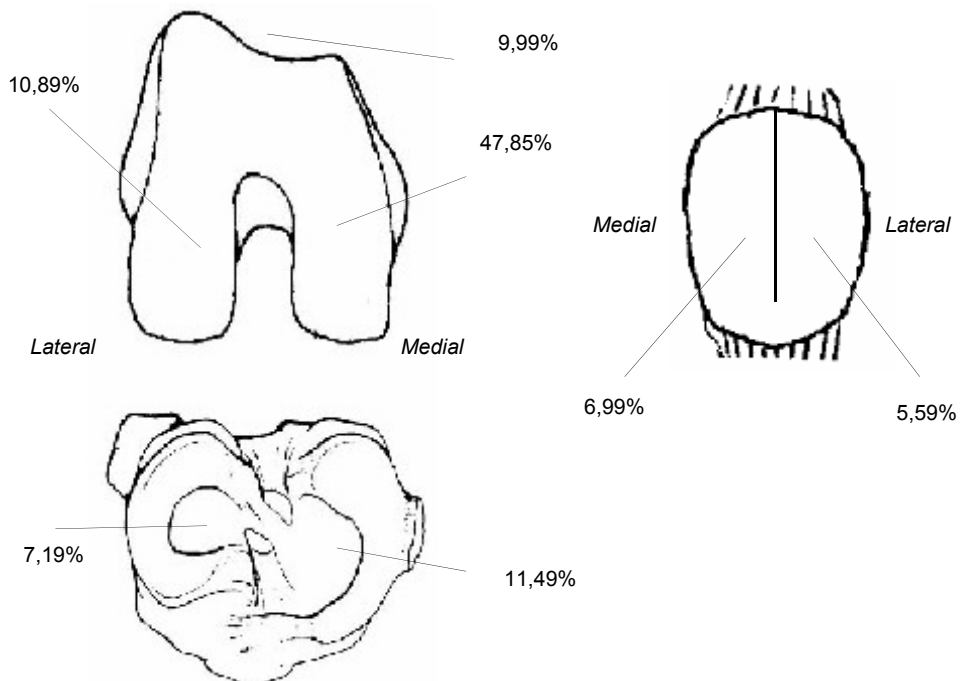 9,99%
10,89%
47,85%
Medial
Lateral
Lateral
Medial
6,99%
5,59%
7,19%
11,49%